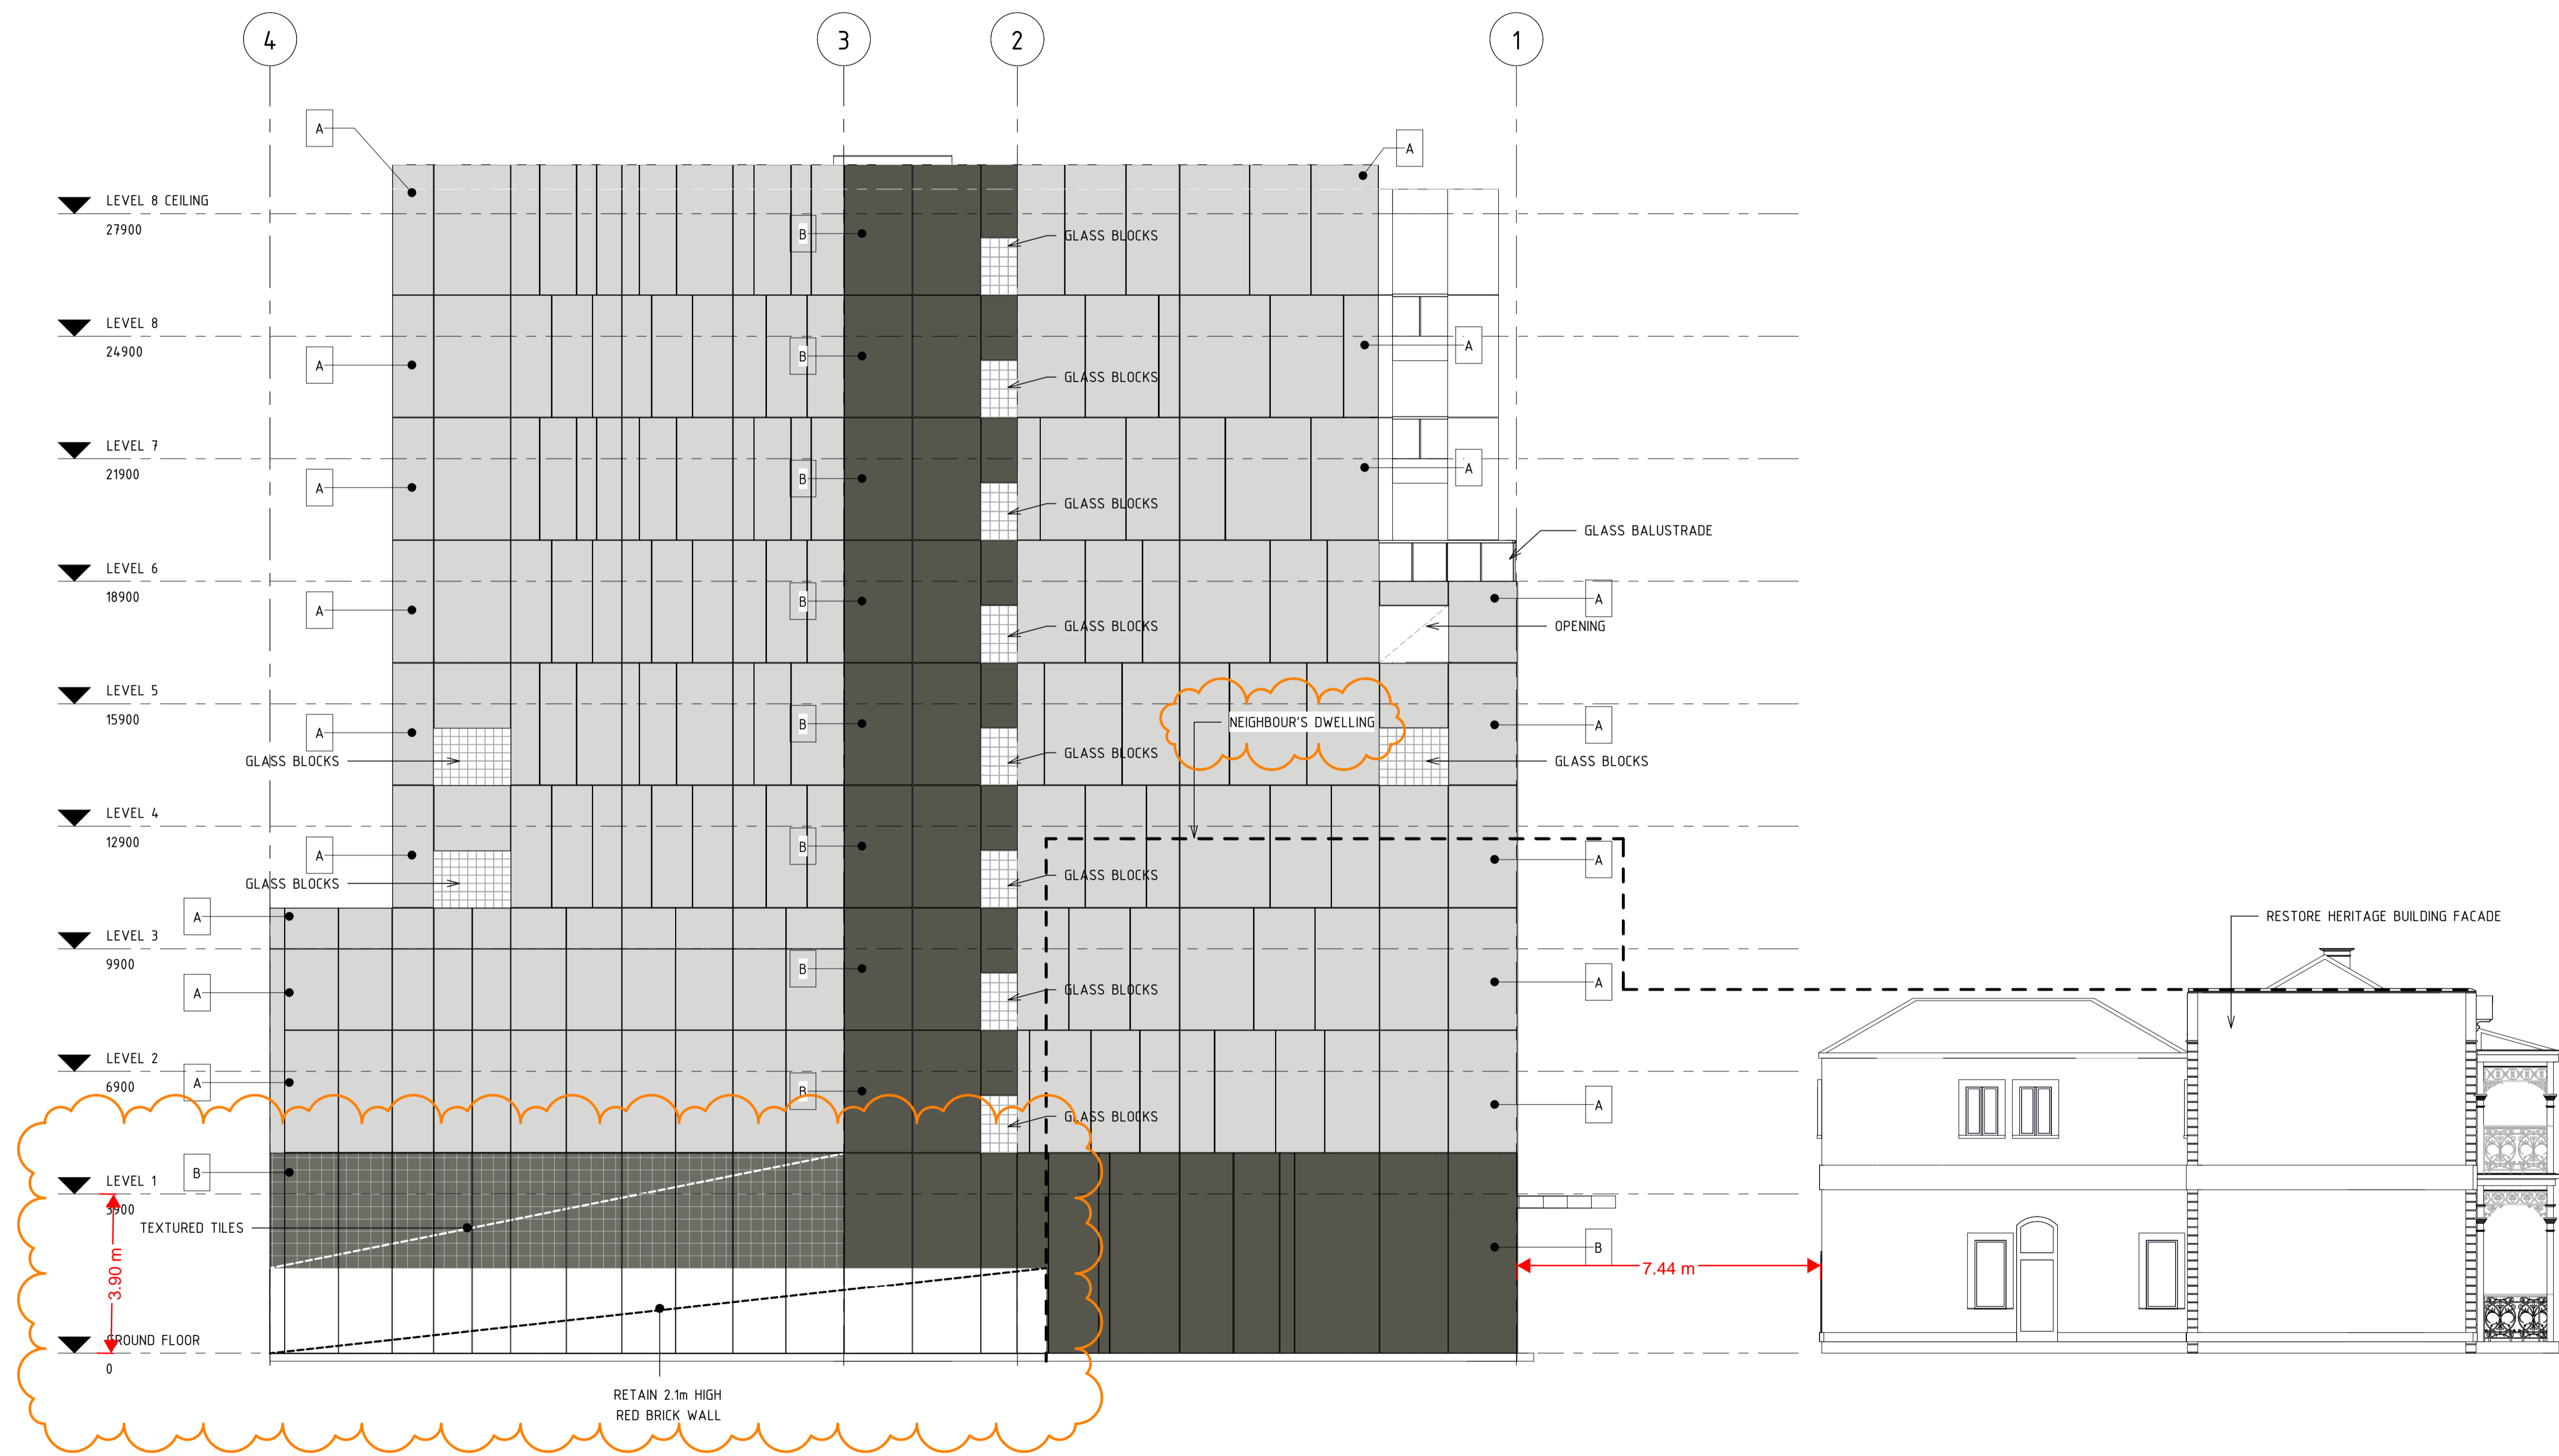 4
3
2
1
A
A
LEVEL 8 CEILING
27900
B
GLASS BLOCKS
LEVEL 8
24900
A
B
GLASS BLOCKS
A
LEVEL 7
21900
A
B
GLASS BLOCKS
A
GLASS BALUSTRADE
LEVEL 6
18900
A
B
GLASS BLOCKS
A
OPENING
LEVEL 5
15900
A
GLASS BLOCKS
B
GLASS BLOCKS
NEIGHBOUR'S DWELLING
A
GLASS BLOCKS
LEVEL 4
12900
A
GLASS BLOCKS
B
GLASS BLOCKS
A
A
LEVEL 3
9900
A
B
GLASS BLOCKS
A
RESTORE HERITAGE BUILDING FACADE
LEVEL 2
6900
A
B
GLASS BLOCKS
A
B
LEVEL 1
3900
TEXTURED TILES
B
3.90 m
7.44 m
GROUND FLOOR
0
RETAIN 2.1m HIGH
RED BRICK WALL